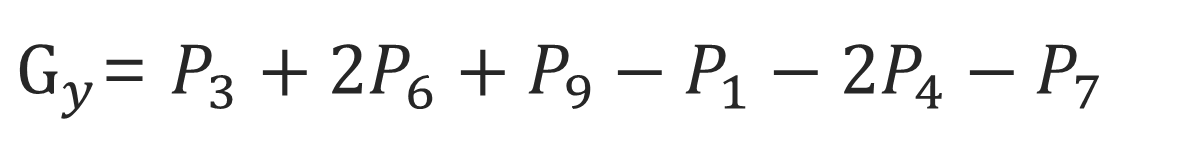 G_y = P_3 + 2P_6 + P_9 − P_1 − 2P_4 − P_7